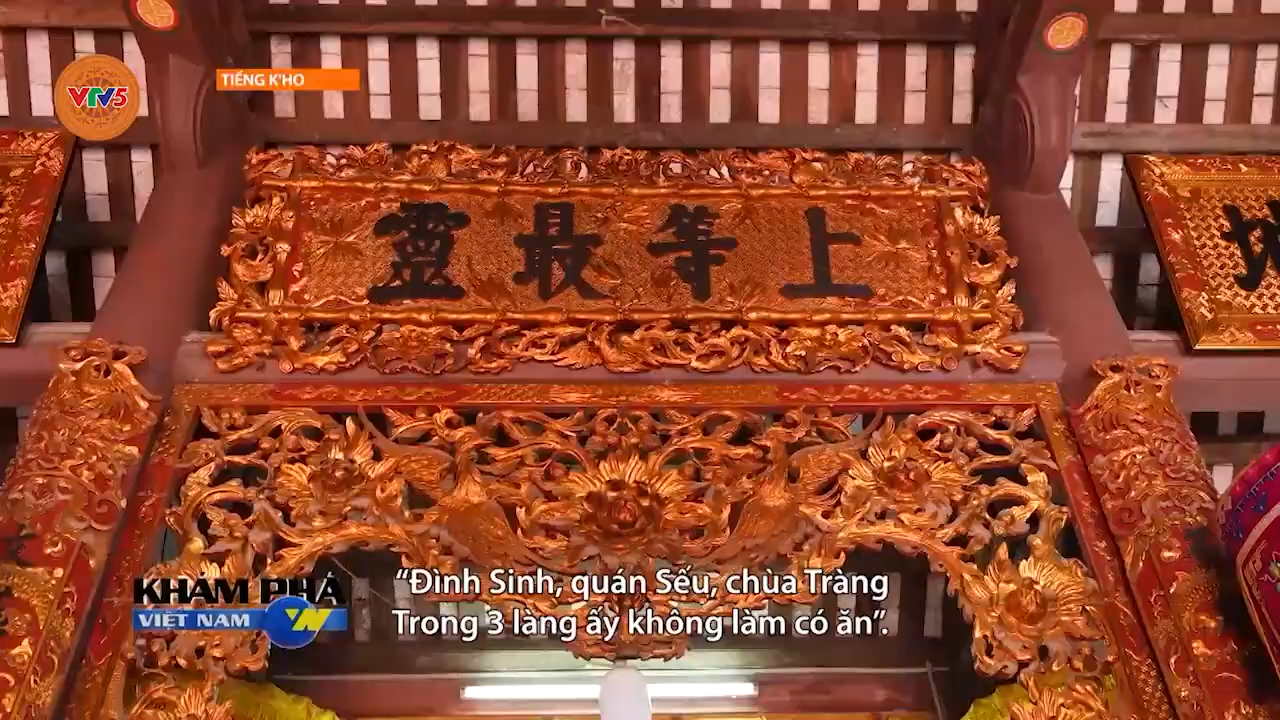 VTV5
TIẾNG K'HO
靈最等上
KHÁM PHÁ
VIỆT NAM
VN
“Đình Sinh, quán Sếu, chùa Tràng
Trong 3 làng ấy không làm có ăn”.